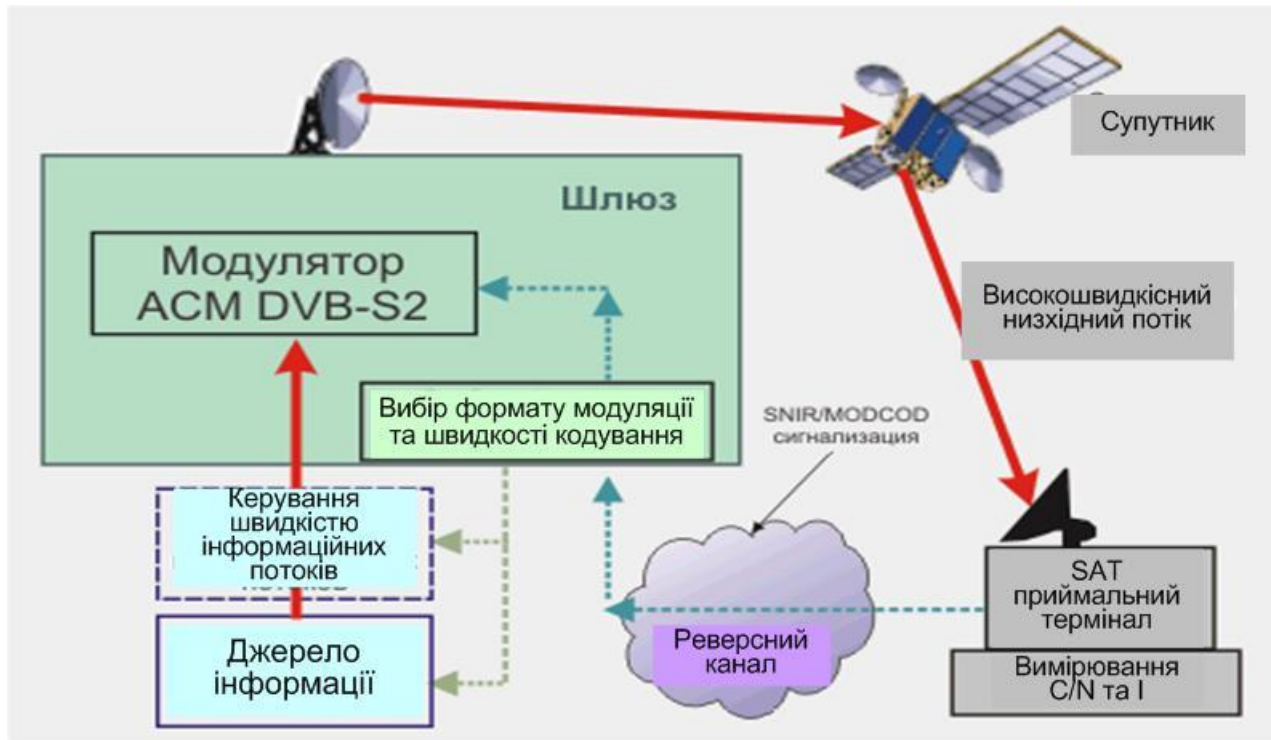 Супутник
Шлюз
Модулятор
ACM DVB-S2
Високошвидкісний
низхідний потік
Вибір формату модуляції
та швидкості кодування
SNIR/MODCOD
сигнализация
Керування
швидкістю
інформаційних
потоків
SAT
приймальний
термінал
Реверсний
канал
Джерело
інформації
Вимірювання
C/N та I